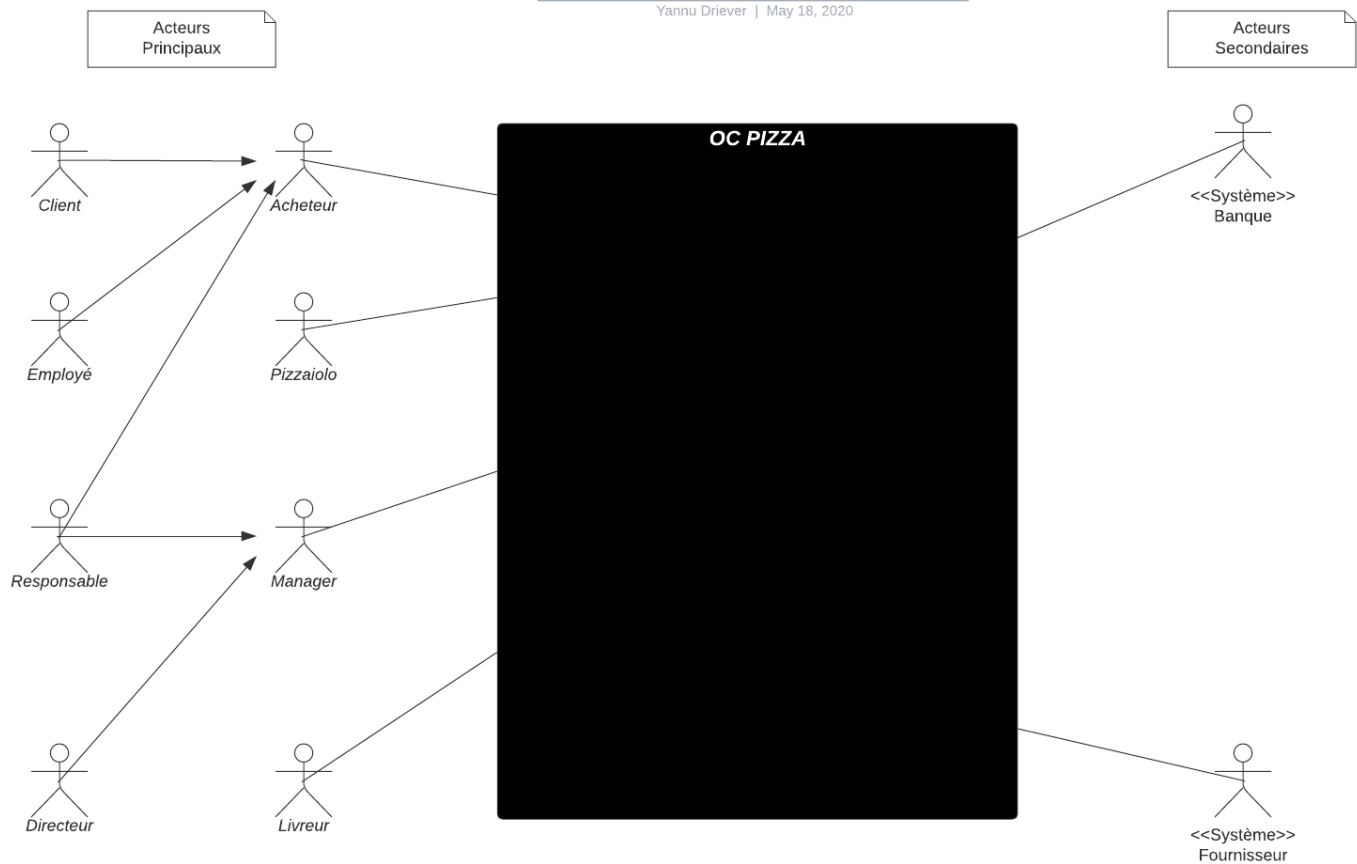 Yannu Driever | May 18, 2020
Acteurs
Principaux
Acteurs
Secondaires
OC PIZZA
Client
Acheteur
<<Système>>
Banque
Employé
Pizzaiolo
Responsable
Manager
Directeur
Livreur
<<Système>>
Fournisseur